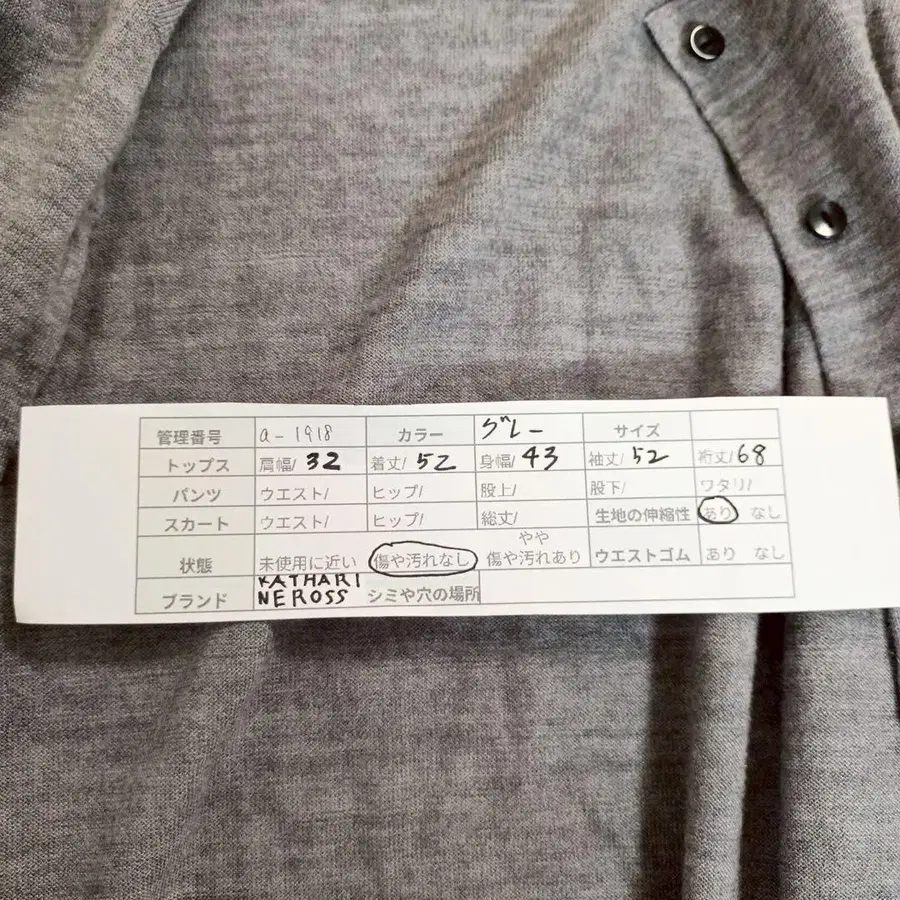 管理番号 a-1918 カラー グレー サイズ
トップス 肩幅/32 着丈/52 身幅/43 袖丈/52 裄丈/68
パンツ ウエスト/ ヒップ/ 股上/ 股下/ ワタリ/
スカート ウエスト/ ヒップ/ 総丈/ 生地の伸縮性 あり なし
状態 未使用に近い 傷や汚れなし やや傷や汚れあり ウエストゴム あり なし
ブランド KATHARI
NEROSS シミや穴の場所